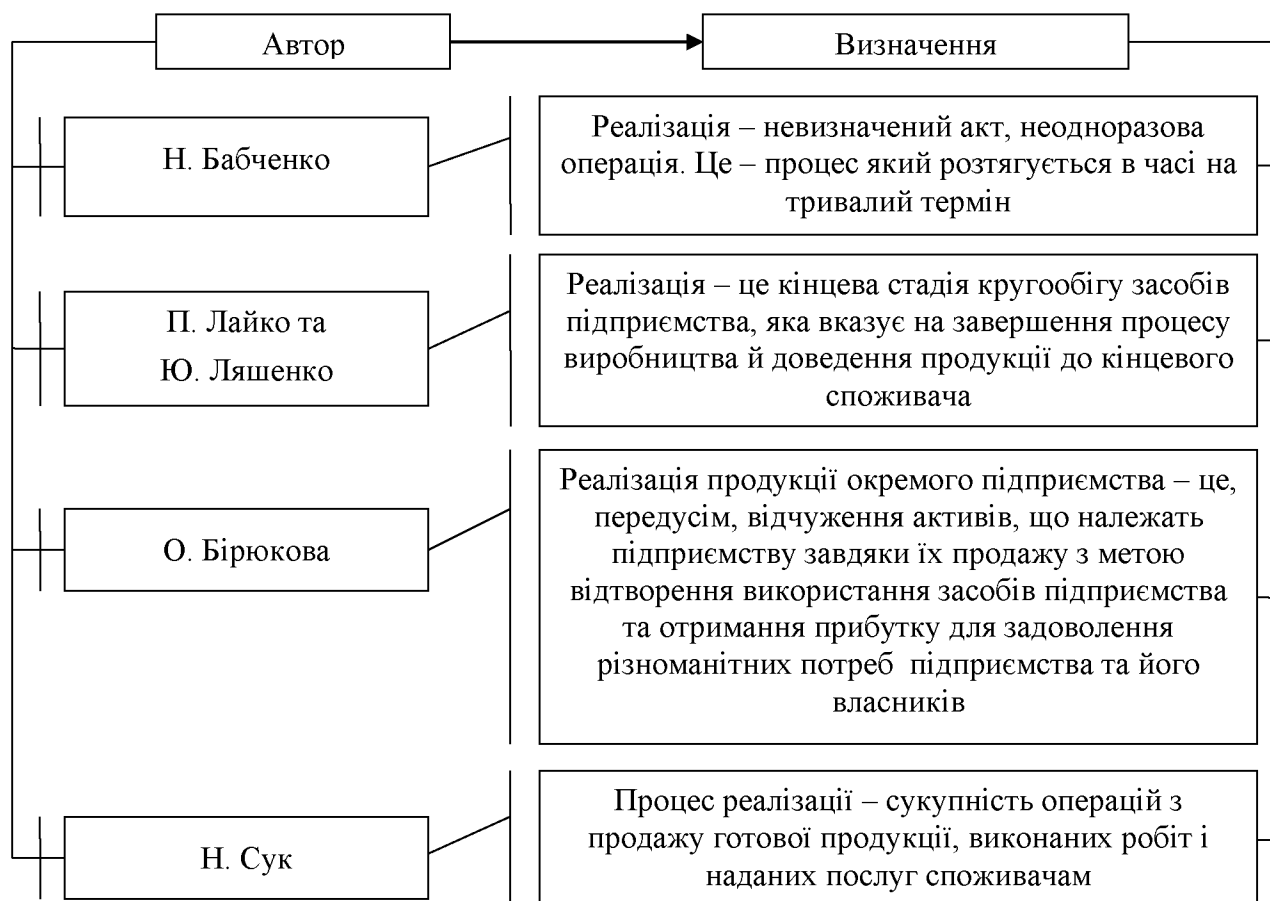 Автор
Визначення
Н. Бабченко
Реалізація – невизначений акт, неодноразова
операція. Це – процес який розтягується в часі на
тривалий термін
П. Лайко та
Ю. Ляшенко
Реалізація – це кінцева стадія кругообігу засобів
підприємства, яка вказує на завершення процесу
виробництва й доведення продукції до кінцевого
споживача
О. Бірюкова
Реалізація продукції окремого підприємства – це,
передусім, відчуження активів, що належать
підприємству завдяки їх продажу з метою
відтворення використання засобів підприємства
та отримання прибутку для задоволення
різноманітних потреб  підприємства та його
власників
Н. Сук
Процес реалізації – сукупність операцій з
продажу готової продукції, виконаних робіт і
наданих послуг споживачам